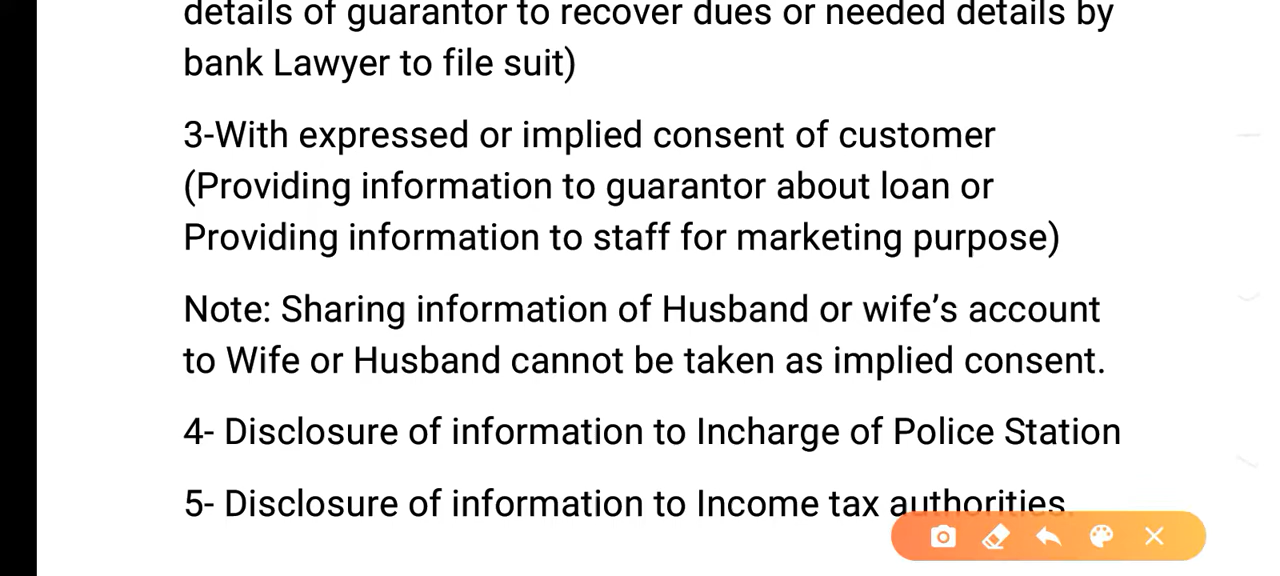 details of guarantor to recover dues or needed details by
bank Lawyer to file suit)
3-With expressed or implied consent of customer
(Providing information to guarantor about loan or
Providing information to staff for marketing purpose)
Note: Sharing information of Husband or wife’s account
to Wife or Husband cannot be taken as implied consent.
4- Disclosure of information to Incharge of Police Station
5- Disclosure of information to Income tax authorities.